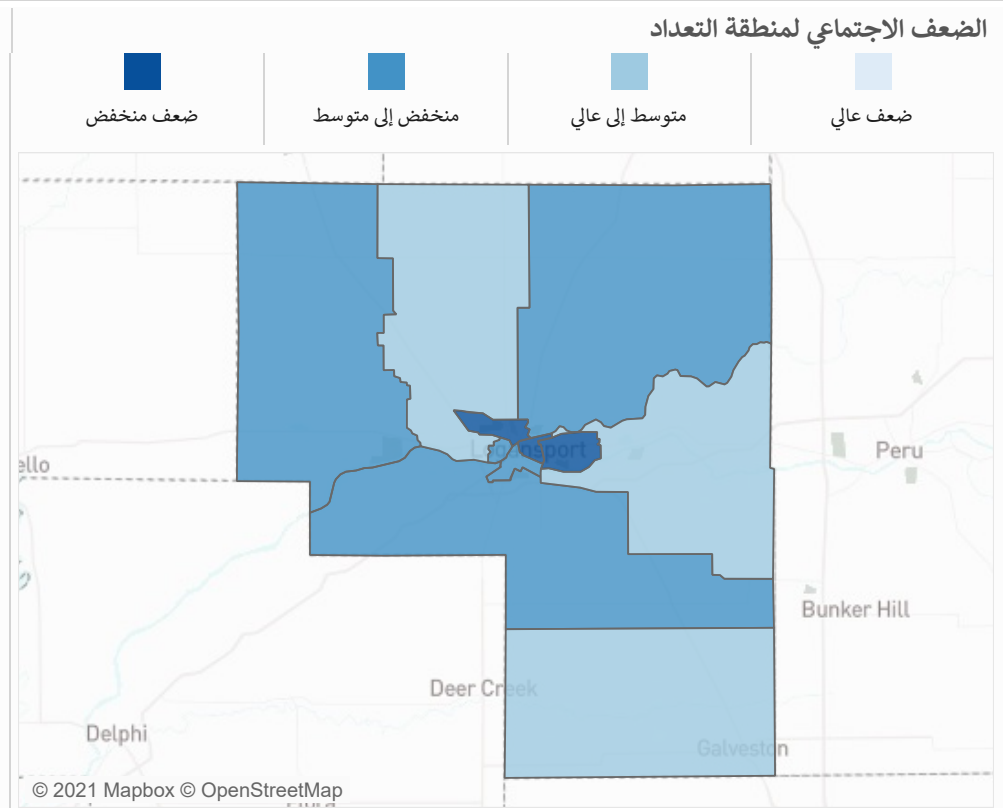 الضعف الاجتماعي لمنطقة التعداد
ضعف عالي
متوسط إلى عالي
منخفض إلى متوسط
ضعف منخفض
Logansport
Peru
ello
Bunker Hill
Deer Creek
Delphi
Galveston
© 2021 Mapbox © OpenStreetMap